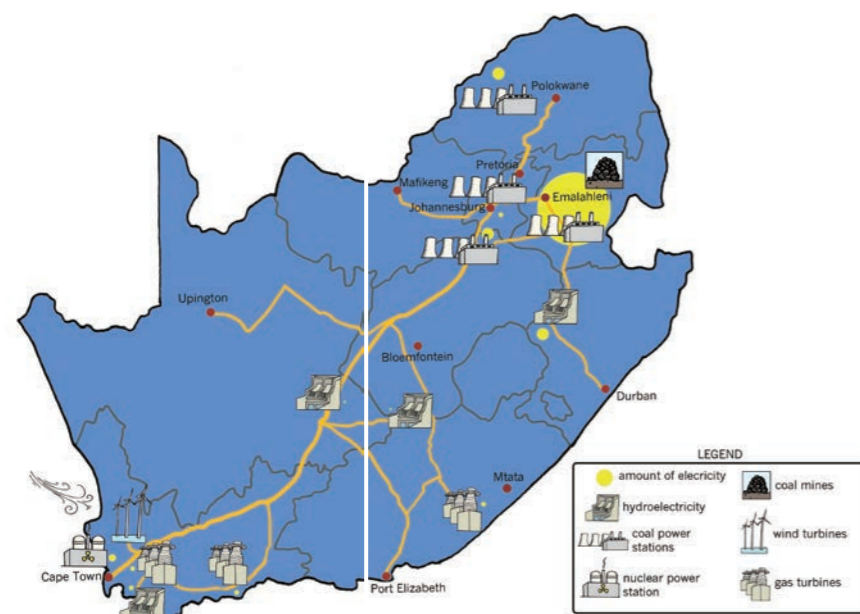 Polokwane
Pretoria
Mafikeng
Johannesburg
Emalahleni
Upington
Bloemfontein
Durban
Mtata
Cape Town
Port Elizabeth
LEGEND
amount of elecricity
coal mines
hydroelectricity
coal power
stations
wind turbines
nuclear power
station
gas turbines